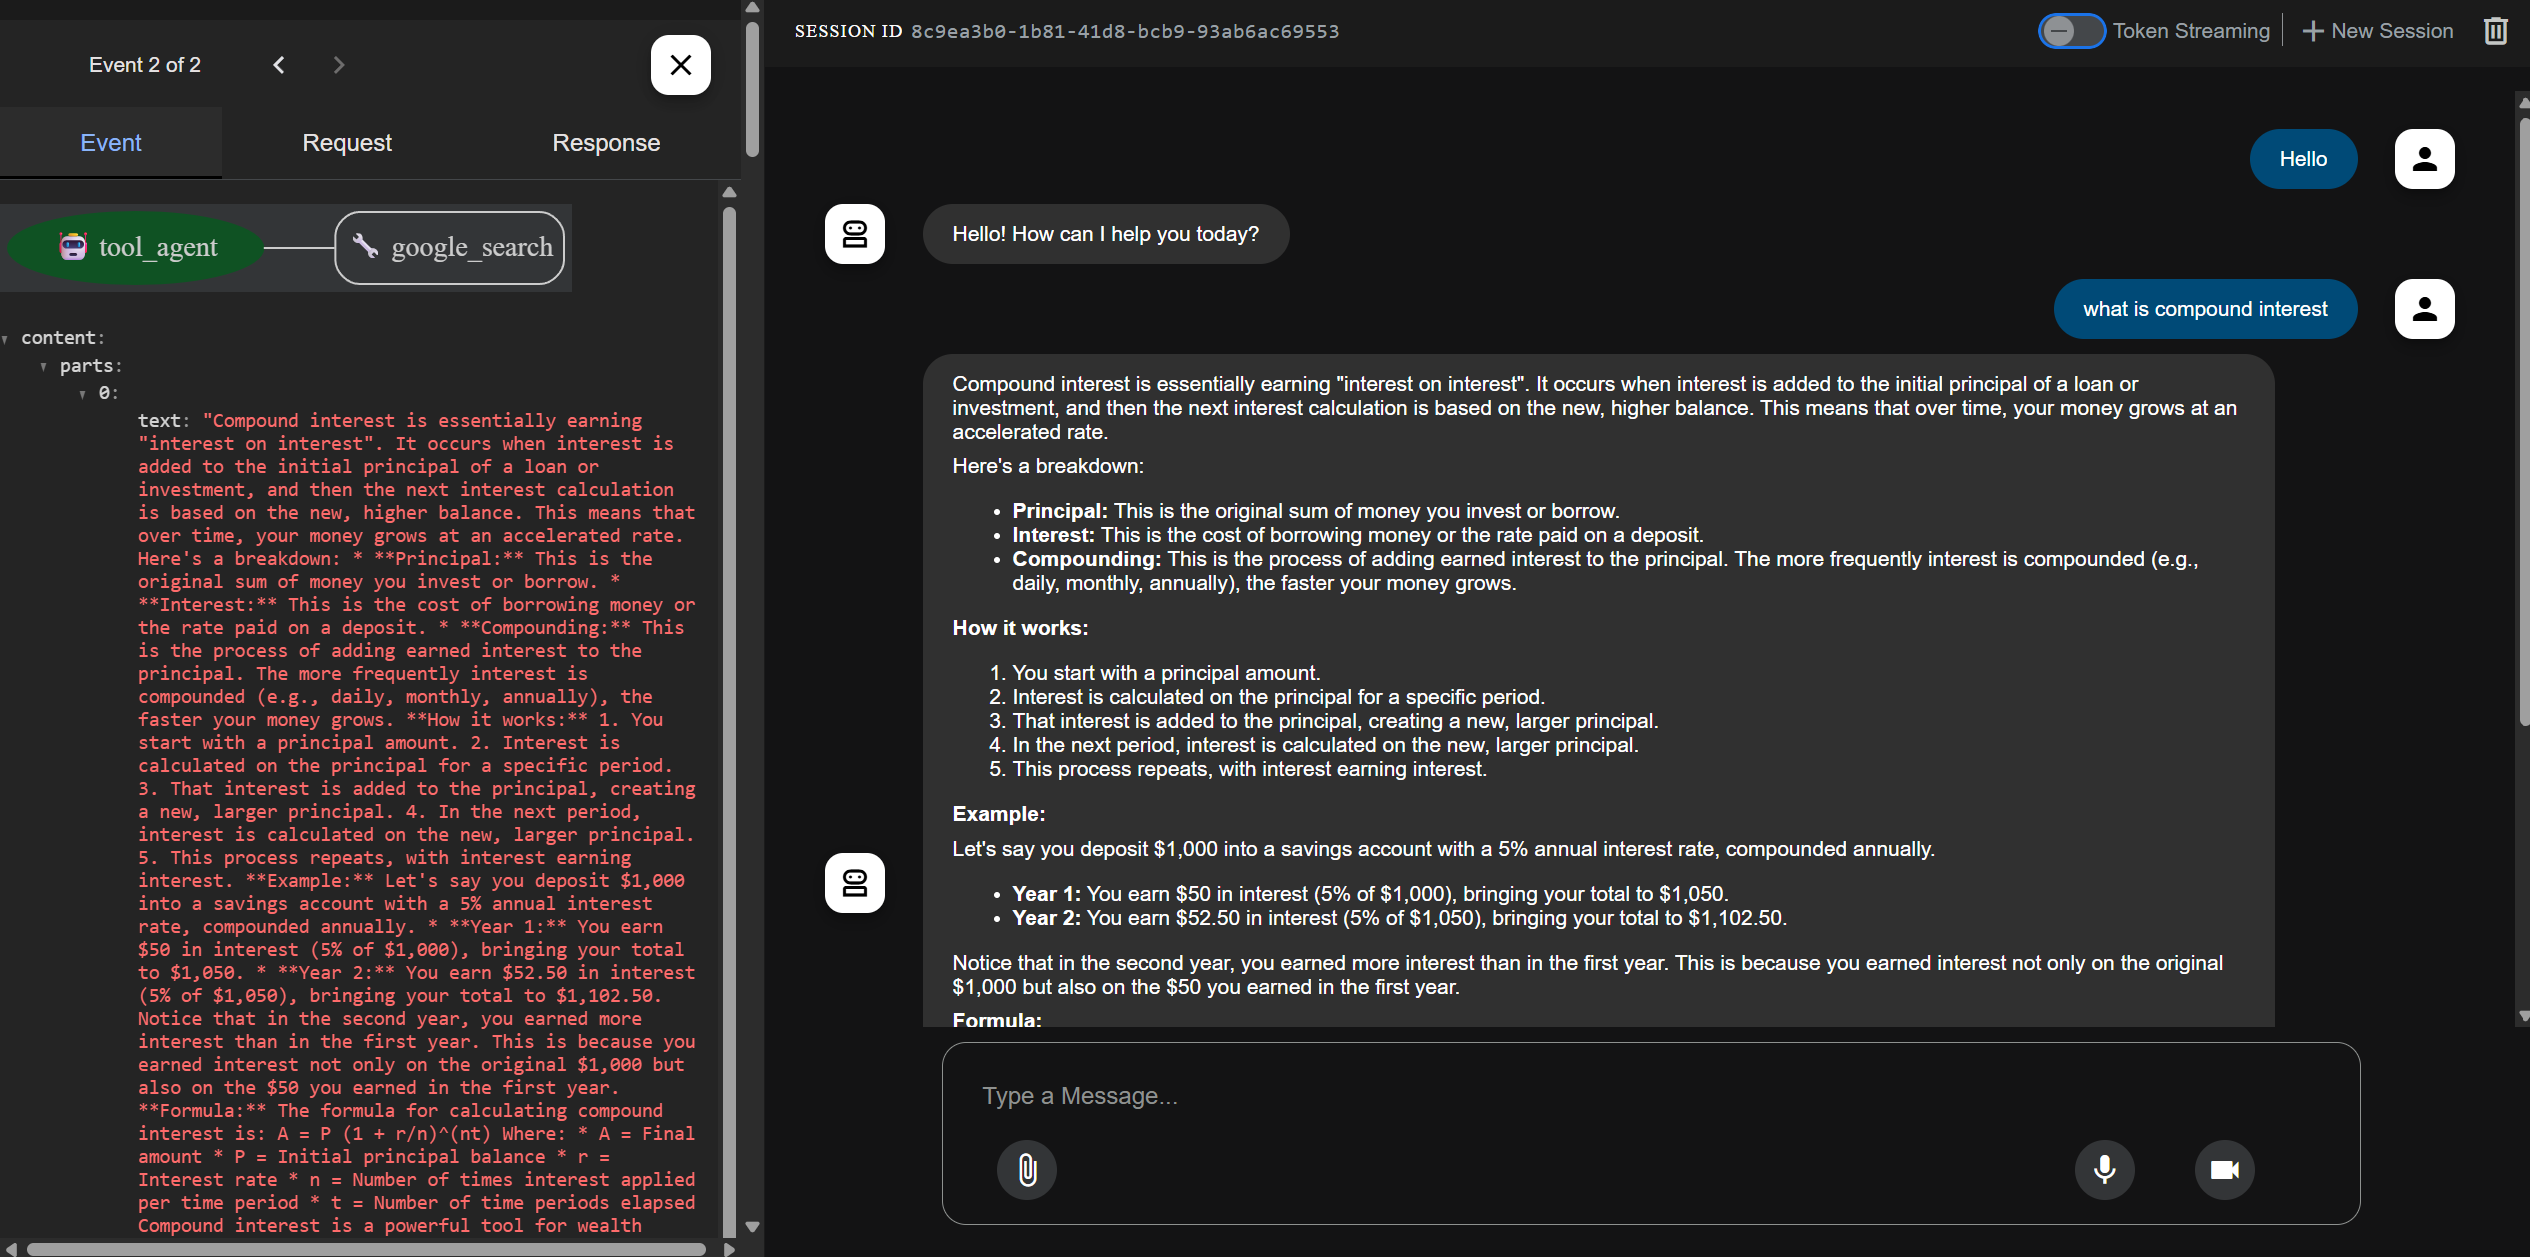 Event 2 of 2
Event
Request
Response
tool_agent
google_search
content:
parts:
0:
text: "Compound interest is essentially earning
"interest on interest". It occurs when interest is
added to the initial principal of a loan or
investment, and then the next interest calculation
is based on the new, higher balance. This means that
over time, your money grows at an accelerated rate.
Here's a breakdown: * **Principal:** This is the
original sum of money you invest or borrow. *
**Interest:** This is the cost of borrowing money or
the rate paid on a deposit. * **Compounding:** This
is the process of adding earned interest to the
principal. The more frequently interest is
compounded (e.g., daily, monthly, annually), the
faster your money grows. **How it works:** 1. You
start with a principal amount. 2. Interest is
calculated on the principal for a specific period.
3. That interest is added to the principal, creating
a new, larger principal. 4. In the next period,
interest is calculated on the new, larger principal.
5. This process repeats, with interest earning
interest. **Example:** Let's say you deposit $1,000
into a savings account with a 5% annual interest
rate, compounded annually. * **Year 1:** You earn
$50 in interest (5% of $1,000), bringing your total
to $1,050. * **Year 2:** You earn $52.50 in interest
(5% of $1,050), bringing your total to $1,102.50.
Notice that in the second year, you earned more
interest than in the first year. This is because you
earned interest not only on the original $1,000 but
also on the $50 you earned in the first year.
**Formula:** The formula for calculating compound
interest is: A = P (1 + r/n)^(nt) Where: * A = Final
amount * P = Initial principal balance * r =
Interest rate * n = Number of times interest applied
per time period * t = Number of time periods elapsed
Compound interest is a powerful tool for wealth
SESSION ID 8c9ea3b0-1b81-41d8-bcb9-93ab6ac69553
Token Streaming
New Session
Hello
Hello! How can I help you today?
what is compound interest
Compound interest is essentially earning "interest on interest". It occurs when interest is added to the initial principal of a loan or
investment, and then the next interest calculation is based on the new, higher balance. This means that over time, your money grows at an
accelerated rate.
Here's a breakdown:
• Principal: This is the original sum of money you invest or borrow.
• Interest: This is the cost of borrowing money or the rate paid on a deposit.
• Compounding: This is the process of adding earned interest to the principal. The more frequently interest is compounded (e.g.,
daily, monthly, annually), the faster your money grows.
How it works:
1. You start with a principal amount.
2. Interest is calculated on the principal for a specific period.
3. That interest is added to the principal, creating a new, larger principal.
4. In the next period, interest is calculated on the new, larger principal.
5. This process repeats, with interest earning interest.
Example:
Let's say you deposit $1,000 into a savings account with a 5% annual interest rate, compounded annually.
• Year 1: You earn $50 in interest (5% of $1,000), bringing your total to $1,050.
• Year 2: You earn $52.50 in interest (5% of $1,050), bringing your total to $1,102.50.
Notice that in the second year, you earned more interest than in the first year. This is because you earned interest not only on the original
$1,000 but also on the $50 you earned in the first year.
Formula:
Type a Message...